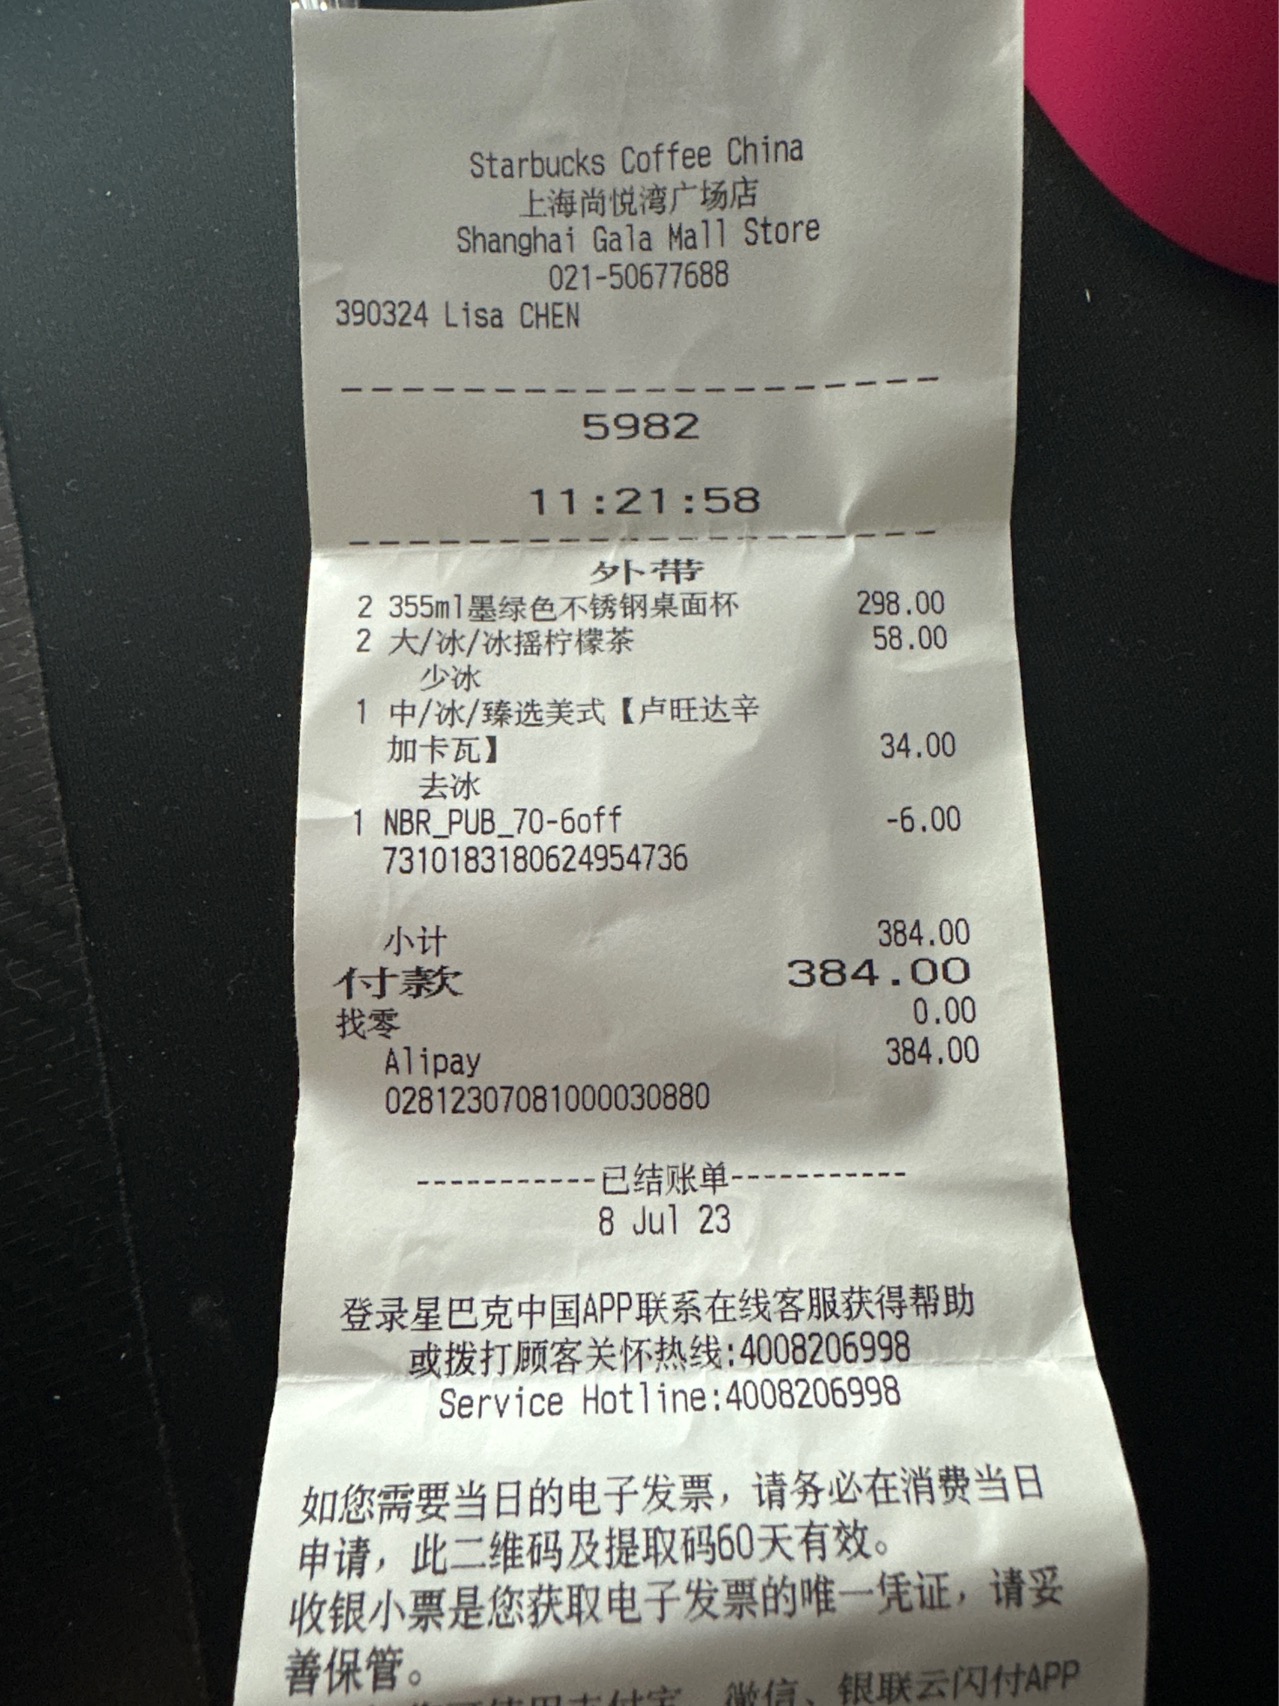 Starbucks Coffee China
上海尚悦湾广场店
Shanghai Gala Mall Store
021-50677688
390324 Lisa CHEN
--------------------
5982
11:21:58
--------------------
外带
2 355ml墨绿色不锈钢桌面杯 298.00
2 大/冰/冰摇柠檬茶 58.00
少冰
1 中/冰/臻选美式【卢旺达辛
加卡瓦】 34.00
去冰
1 NBR_PUB_70-6off -6.00
7310183180624954736
小计 384.00
付款 384.00
找零 0.00
Alipay 384.00
02812307081000030880
-----------已结账单-----------
8 Jul 23
登录星巴克中国APP联系在线客服获得帮助
或拨打顾客关怀热线:4008206998
Service Hotline:4008206998
如您需要当日的电子发票，请务必在消费当日
申请，此二维码及提取码60天有效。
收银小票是您获取电子发票的唯一凭证，请妥
善保管。
使用支付宝、微信、银联云闪付APP